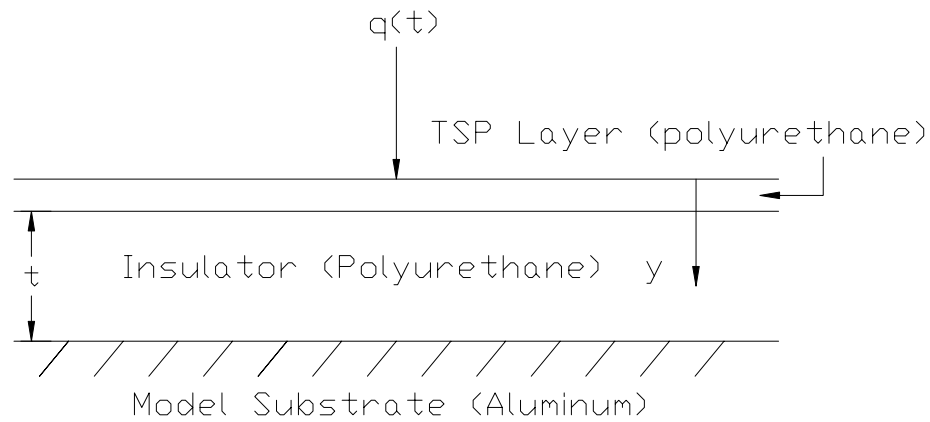 q(t)
TSP Layer (polyurethane)
t
Insulator (Polyurethane) y
Model Substrate (Aluminum)